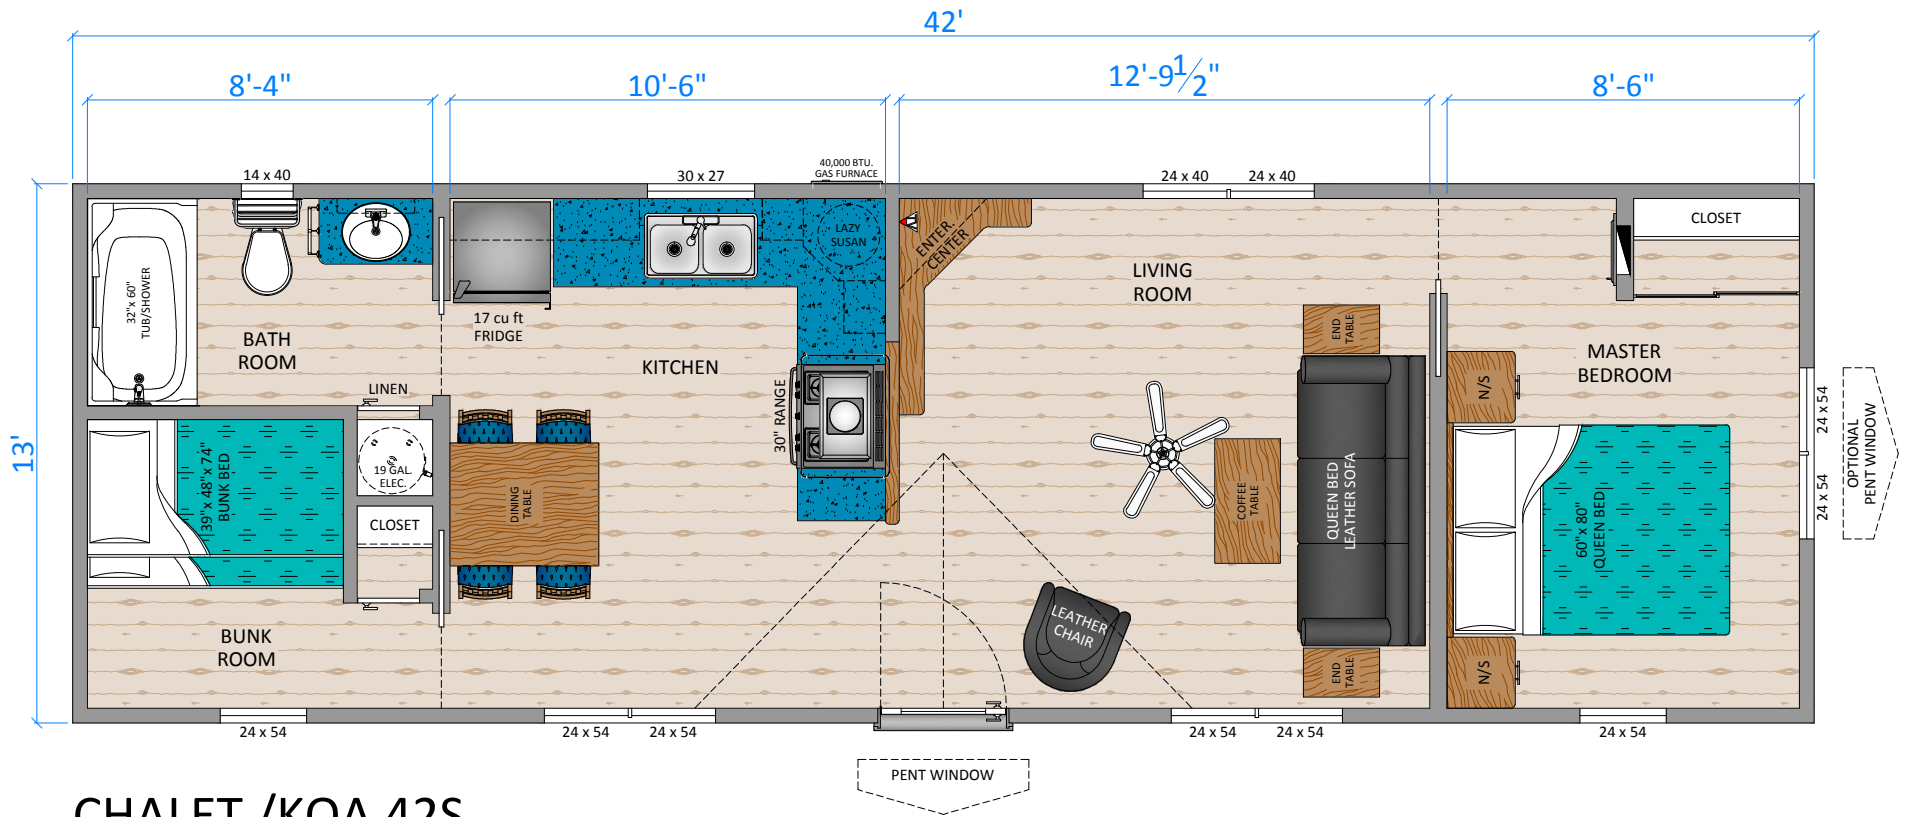 42'
8'-4"
10'-6"
12'-9 1/2"
8'-6"
13'
14 x 40
30 x 27
40,000 BTU.
GAS FURNACE
24 x 40
24 x 40
32"x 60"
TUB/SHOWER
BATH
ROOM
LINEN
17 cu ft
FRIDGE
KITCHEN
LAZY
SUSAN
30" RANGE
ENTER.
CENTER
LIVING
ROOM
END
TABLE
CLOSET
MASTER
BEDROOM
N/S
39"x 48"x 74"
BUNK BED
19 GAL.
ELEC.
CLOSET
DINING
TABLE
COFFEE
TABLE
QUEEN BED
LEATHER SOFA
60"x 80"
QUEEN BED
24 x 54
24 x 54
OPTIONAL
PENT WINDOW
BUNK
ROOM
LEATHER
CHAIR
END
TABLE
N/S
24 x 54
24 x 54
24 x 54
24 x 54
24 x 54
24 x 54
PENT WINDOW
CHALET /KOA 42S